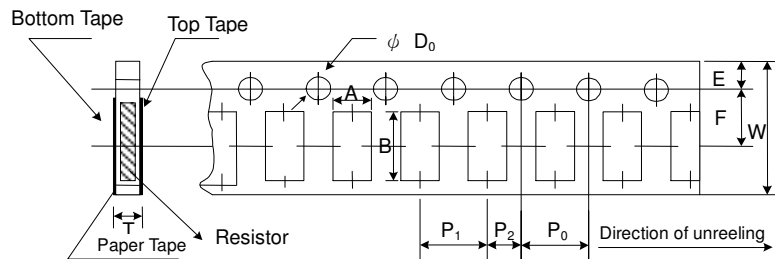 Bottom Tape
Top Tape
ϕ D₀
E
A
F
W
B
T
P₁
P₂
P₀
Direction of unreeling
Paper Tape
Resistor